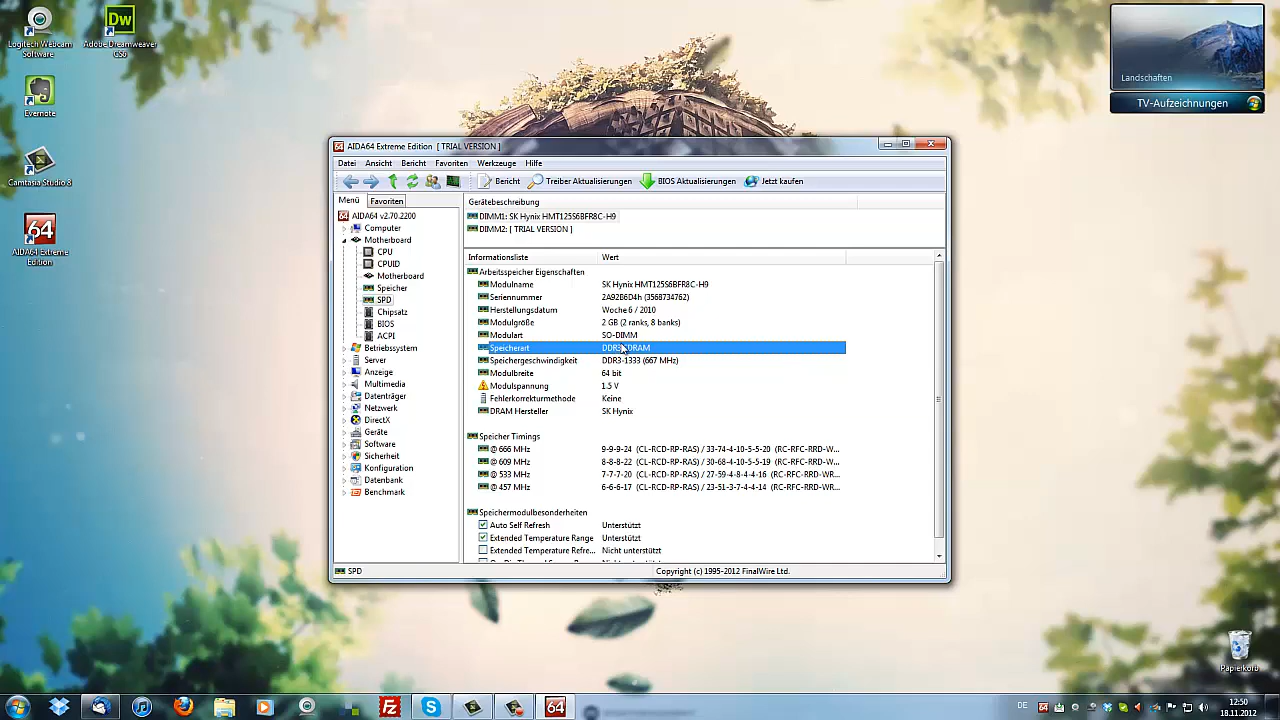 Logitech Webcam
Software
Adobe Dreamweaver
CS6
Dw
Evernote
Camtasia Studio 8
64
AIDA64 Extreme
Edition
Landschaften
TV-Aufzeichnungen
64 AIDA64 Extreme Edition [ TRIAL VERSION ]
Datei Ansicht Bericht Favoriten Werkzeuge Hilfe
Bericht Treiber Aktualisierungen BIOS Aktualisierungen Jetzt kaufen
Menü Favoriten
64 AIDA64 v2.70.2200
Computer
Motherboard
CPU
CPUID
Motherboard
Speicher
SPD
Chipsatz
BIOS
ACPI
Betriebssystem
Server
Anzeige
Multimedia
Datenträger
Netzwerk
DirectX
Geräte
Software
Sicherheit
Konfiguration
Datenbank
Benchmark
Gerätebeschreibung
DIMM1: SK Hynix HMT125S6BFR8C-H9
DIMM2: [ TRIAL VERSION ]
Informationsliste Wert
Arbeitsspeicher Eigenschaften
Modulname SK Hynix HMT125S6BFR8C-H9
Seriennummer 2A92B6D4h (3568734762)
Herstellungsdatum Woche 6 / 2010
Modulgröße 2 GB (2 ranks, 8 banks)
Modulart SO-DIMM
Speicherart DDR3 SDRAM
Speichergeschwindigkeit DDR3-1333 (667 MHz)
Modulbreite 64 bit
Modulspannung 1.5 V
Fehlerkorrekturmethode Keine
DRAM Hersteller SK Hynix
Speicher Timings
@ 666 MHz 9-9-9-24 (CL-RCD-RP-RAS) / 33-74-4-10-5-5-20 (RC-RFC-RRD-W...
@ 609 MHz 8-8-8-22 (CL-RCD-RP-RAS) / 30-68-4-10-5-5-19 (RC-RFC-RRD-W...
@ 533 MHz 7-7-7-20 (CL-RCD-RP-RAS) / 27-59-4-8-4-4-16 (RC-RFC-RRD-W...
@ 457 MHz 6-6-6-17 (CL-RCD-RP-RAS) / 23-51-3-7-4-4-14 (RC-RFC-RRD-WR...
Speichermodulbesonderheiten
Auto Self Refresh Unterstützt
Extended Temperature Range Unterstützt
Extended Temperature Refre... Nicht unterstützt
SPD Copyright (c) 1995-2012 FinalWire Ltd.
Papierkorb
64
DE
12:50
18.11.2012